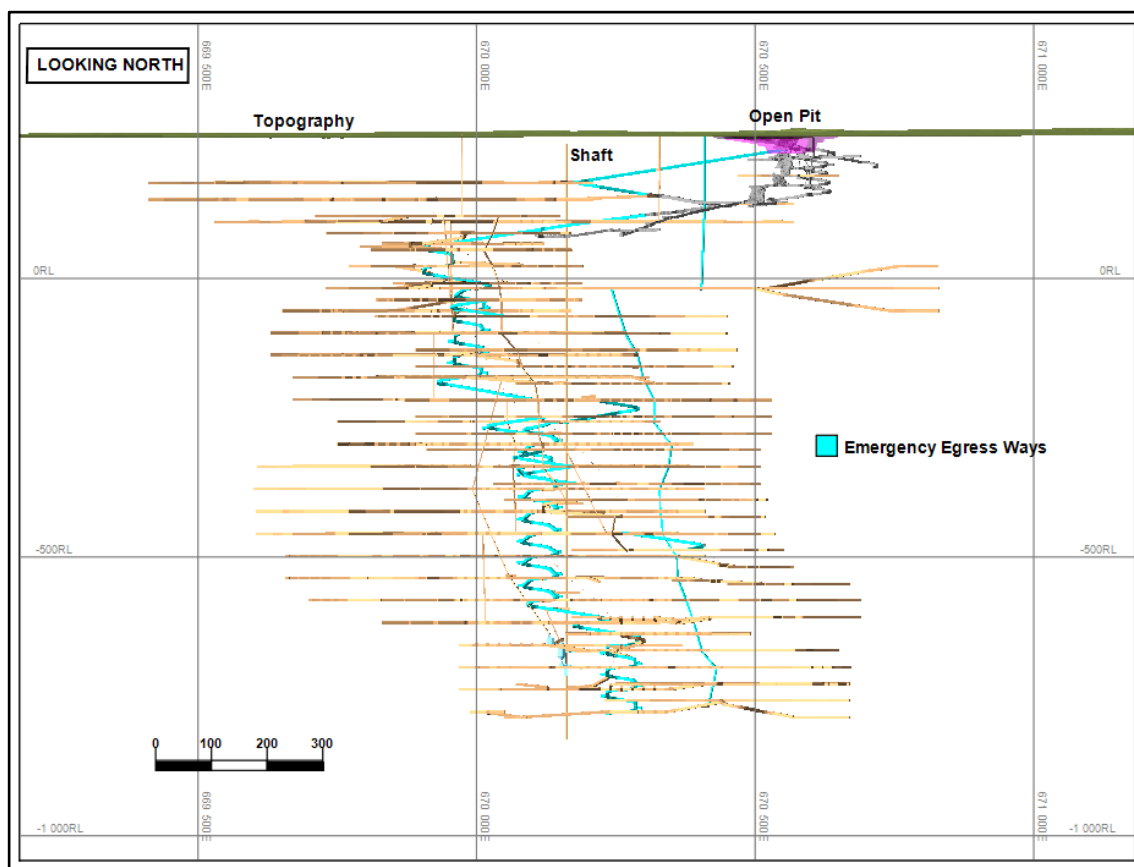 669 500E
670 000E
670 500E
671 000E
LOOKING NORTH
Topography
Open Pit
Shaft
0RL
0RL
Emergency Egress Ways
-500RL
-500RL
0 100 200 300
-1 000RL
-1 000RL
669 500E
670 000E
670 500E
671 000E